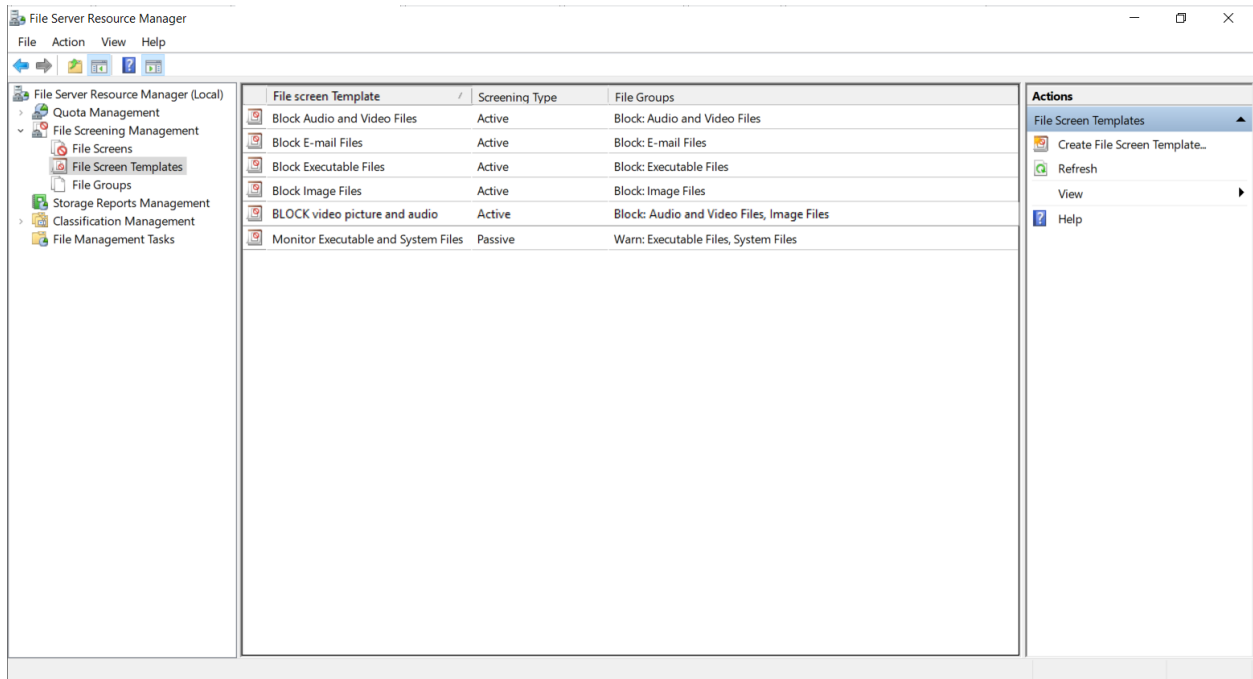 File Server Resource Manager
File Action View Help
File Server Resource Manager (Local)
Quota Management
File Screening Management
File Screens
File Screen Templates
File Groups
Storage Reports Management
Classification Management
File Management Tasks
File screen Template Screening Type File Groups
Block Audio and Video Files Active Block: Audio and Video Files
Block E-mail Files Active Block: E-mail Files
Block Executable Files Active Block: Executable Files
Block Image Files Active Block: Image Files
BLOCK video picture and audio Active Block: Audio and Video Files, Image Files
Monitor Executable and System Files Passive Warn: Executable Files, System Files
Actions
File Screen Templates
Create File Screen Template...
Refresh
View
Help